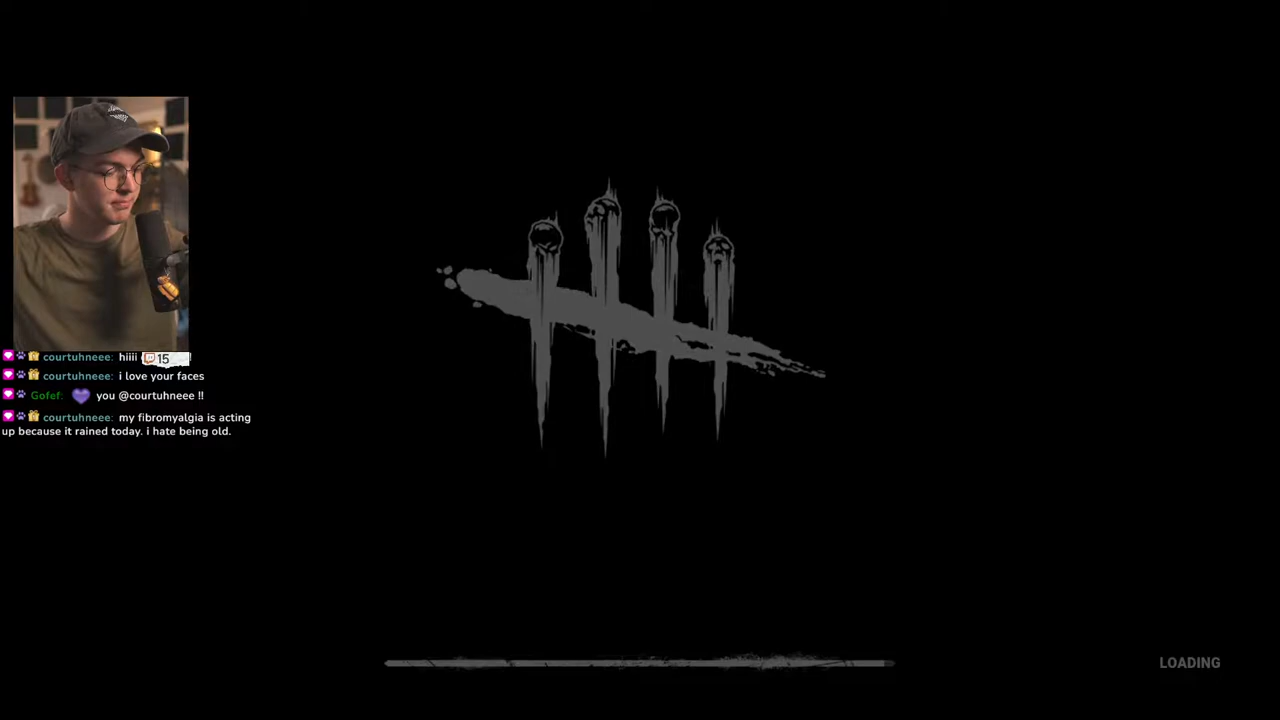 courtuhneee: hiiii 15 !
courtuhneee: i love your faces
Gofef: you @courtuhneee !!
courtuhneee: my fibromyalgia is acting
up because it rained today. i hate being old.
LOADING